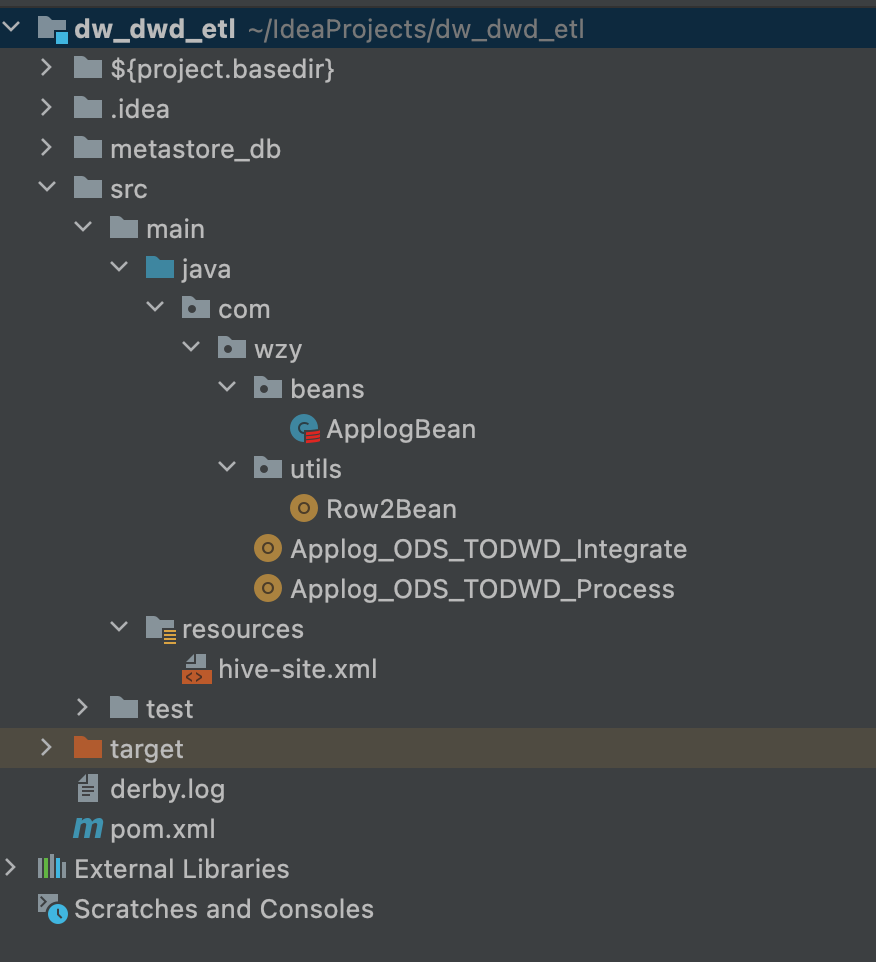 dw_dwd_etl ~/IdeaProjects/dw_dwd_etl
${project.basedir}
.idea
metastore_db
src
main
java
com
wzy
beans
ApplogBean
utils
Row2Bean
Applog_ODS_TODWD_Integrate
Applog_ODS_TODWD_Process
resources
hive-site.xml
test
target
derby.log
pom.xml
External Libraries
Scratches and Consoles